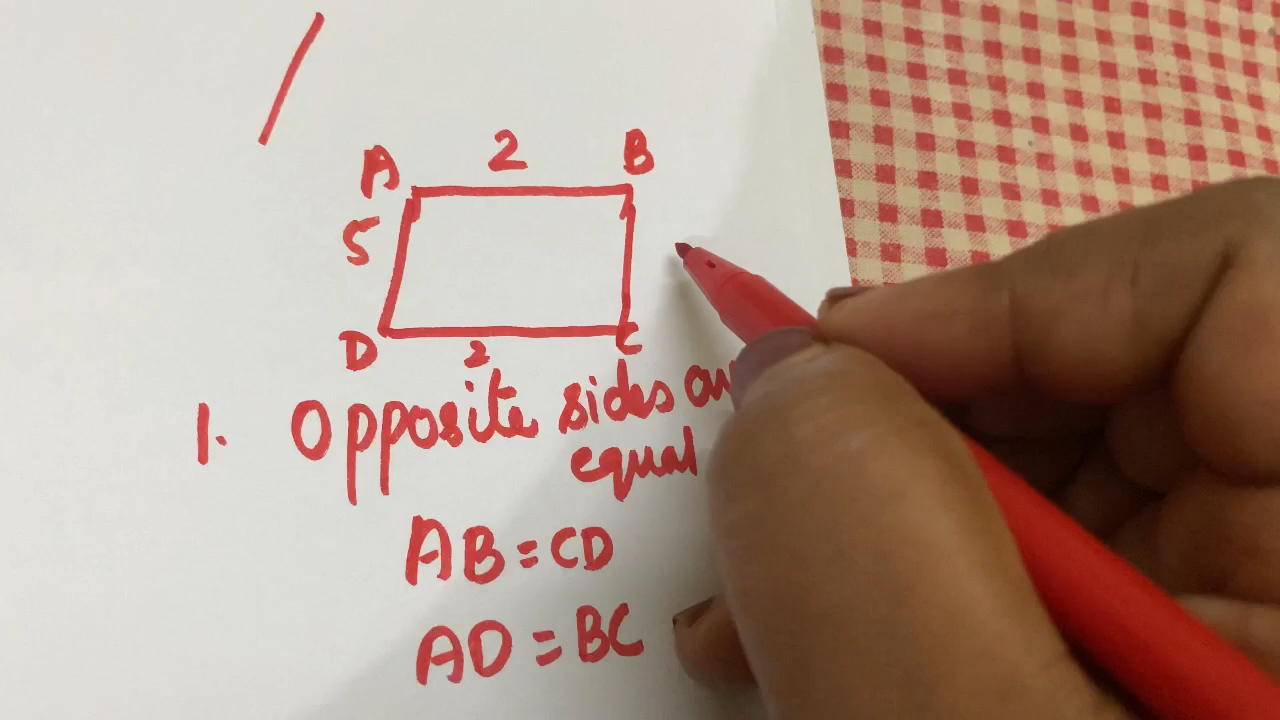 A 2 B
5
D 2 C
1. Opposite sides
equal
AB = CD
AD = BC